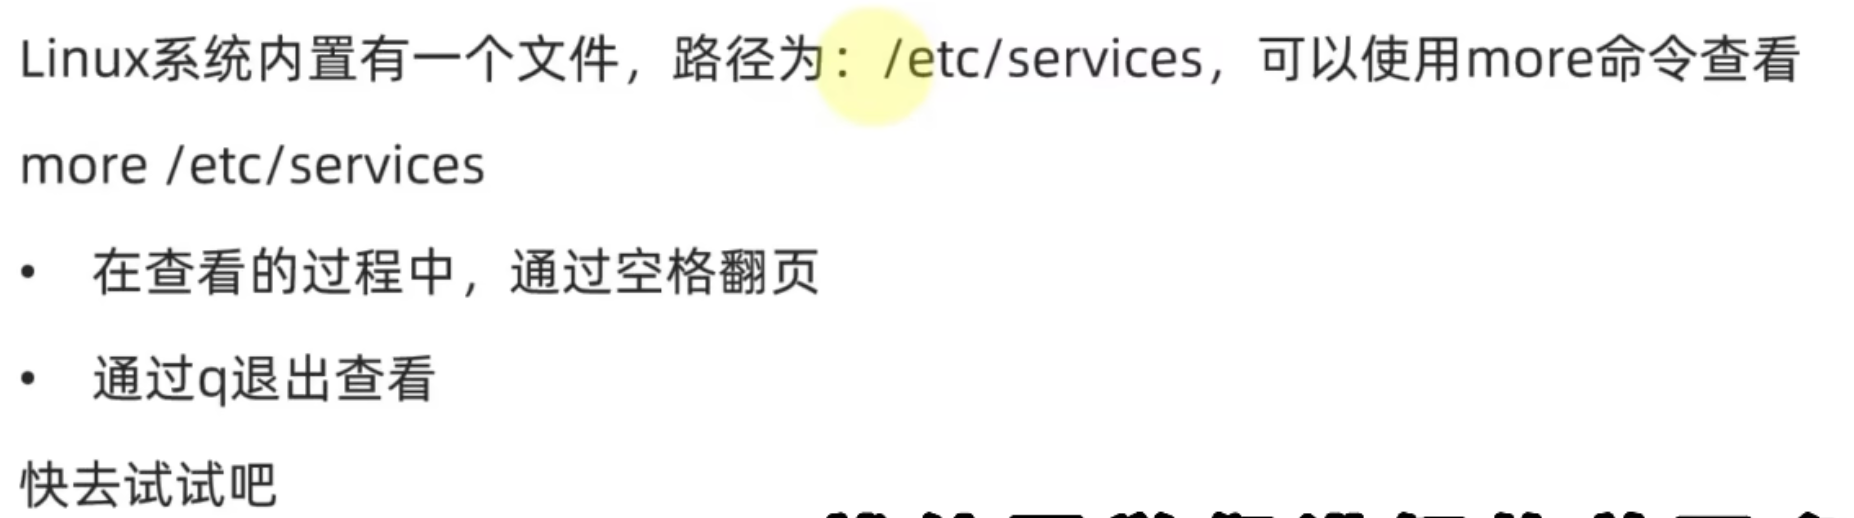 Linux系统内置有一个文件，路径为：/etc/services，可以使用more命令查看
more /etc/services
• 在查看的过程中，通过空格翻页
• 通过q退出查看
快去试试吧